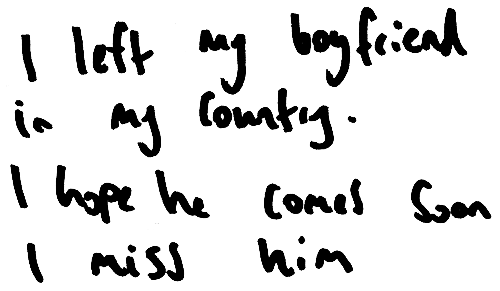 I left my boyfriend
in my country.
I hope he comes soon
I miss him